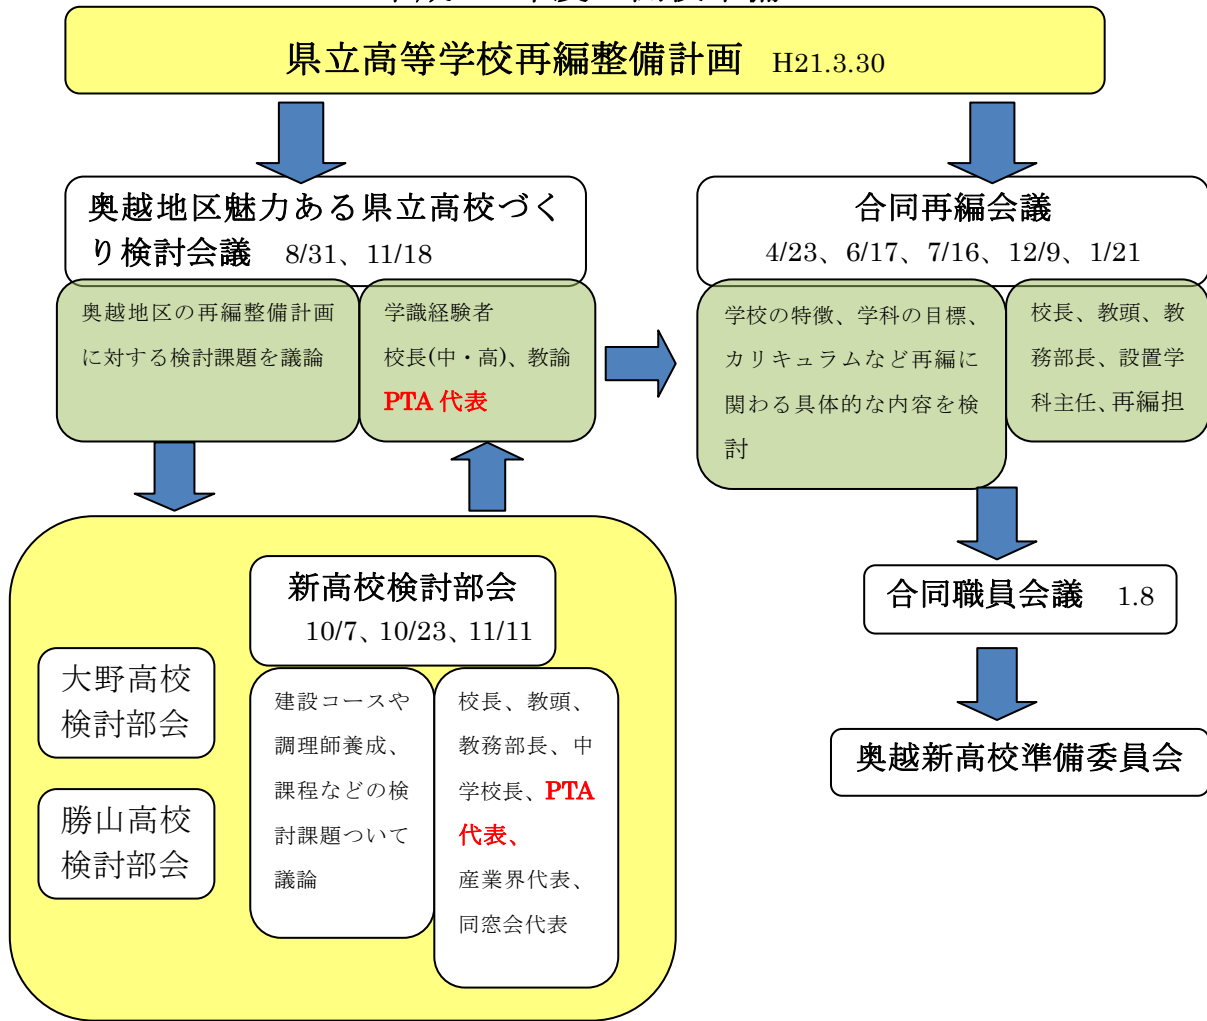 県立高等学校再編整備計画 H21.3.30
奥越地区魅力ある県立高校づく
り検討会議 8/31、11/18
奥越地区の再編整備計画
に対する検討課題を議論
学識経験者
校長(中・高)、教諭
PTA 代表
合同再編会議
4/23、6/17、7/16、12/9、1/21
学校の特徴、学科の目標、
カリキュラムなど再編に
関わる具体的な内容を検
討
校長、教頭、教
務部長、設置学
科主任、再編担
新高校検討部会
10/7、10/23、11/11
大野高校
検討部会
勝山高校
検討部会
建設コースや
調理師養成、
課程などの検
討課題ついて
議論
校長、教頭、
教務部長、中
学校長、PTA
代表、
産業界代表、
同窓会代表
合同職員会議 1.8
奥越新高校準備委員会